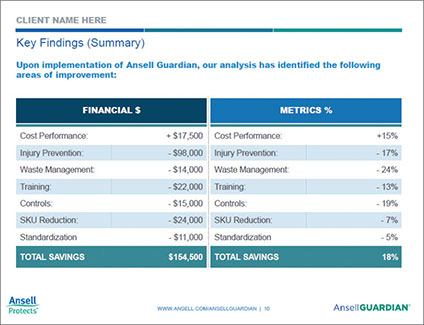 CLIENT NAME HERE
Key Findings (Summary)
Upon implementation of Ansell Guardian, our analysis has identified the following
areas of improvement:
FINANCIAL $ METRICS %
Cost Performance: + $17,500 Cost Performance: +15%
Injury Prevention: - $98,000 Injury Prevention: - 17%
Waste Management: - $14,000 Waste Management: - 24%
Training: - $22,000 Training: - 13%
Controls: - $15,000 Controls: - 19%
SKU Reduction: - $24,000 SKU Reduction: - 7%
Standardization - $11,000 Standardization - 5%
TOTAL SAVINGS $154,500 TOTAL SAVINGS 18%
Ansell
Protects™
WWW.ANSELL.COM/ANSELLGUARDIAN | 10
AnsellGUARDIAN®